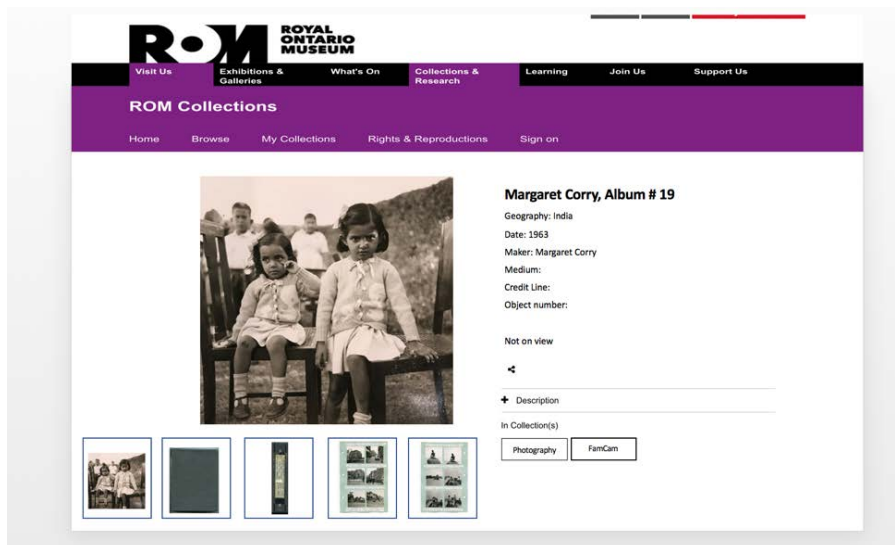 ROM
ROYAL
ONTARIO
MUSEUM
Visit Us
Exhibitions &
Galleries
What's On
Collections &
Research
Learning
Join Us
Support Us
ROM Collections
Home
Browse
My Collections
Rights & Reproductions
Sign on
Margaret Corry, Album # 19
Geography: India
Date: 1963
Maker: Margaret Corry
Medium:
Credit Line:
Object number:
Not on view
Description
In Collection(s)
Photography
FamCam